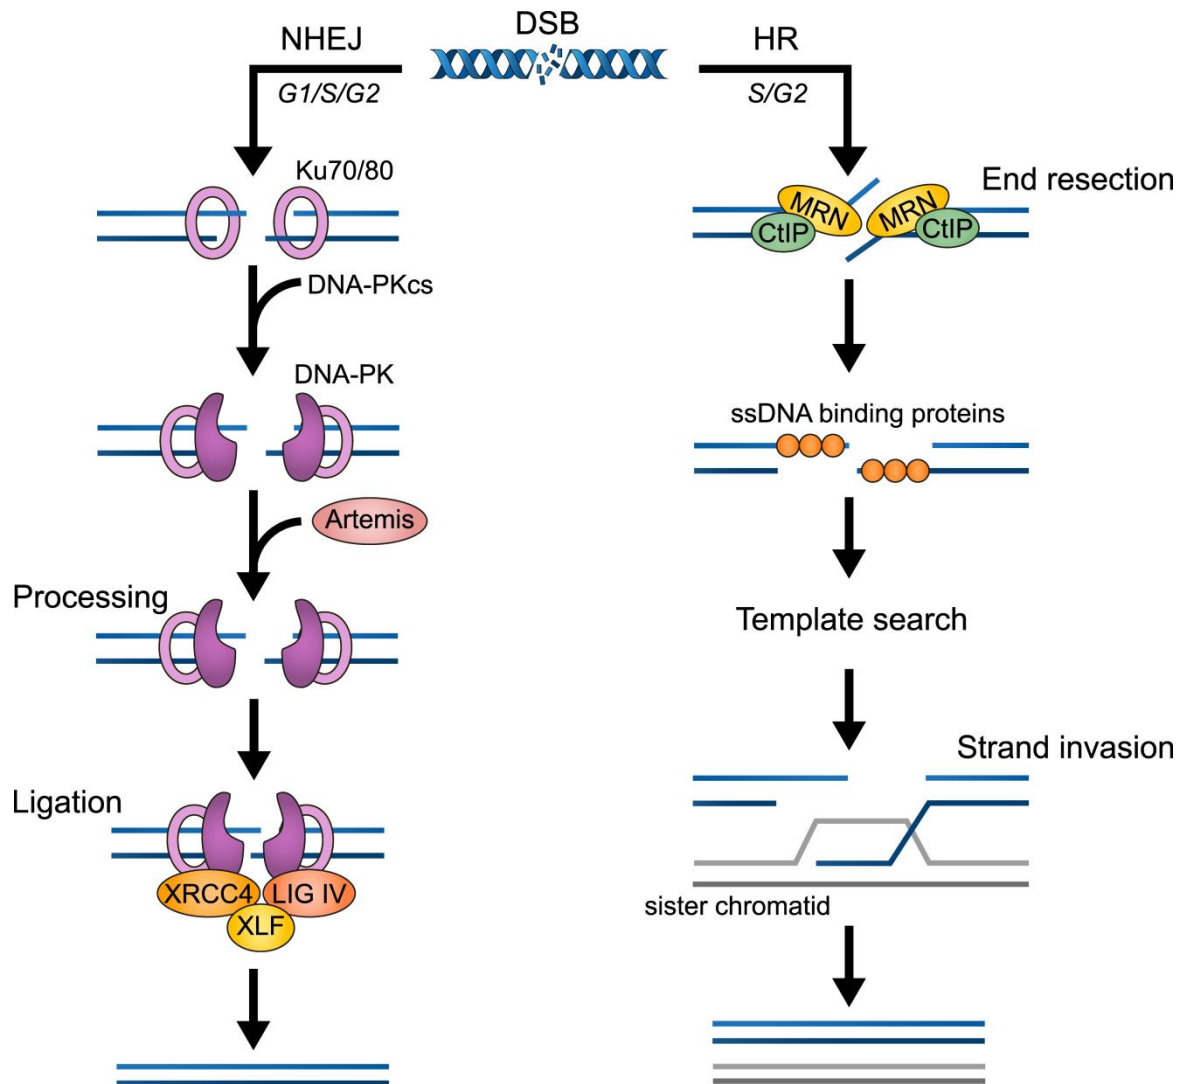 DSB
NHEJ
G1/S/G2
Ku70/80
DNA-PKcs
DNA-PK
Artemis
Processing
Ligation
XRCC4
LIG IV
XLF
HR
S/G2
End resection
MRN
MRN
CtIP
CtIP
ssDNA binding proteins
Template search
Strand invasion
sister chromatid